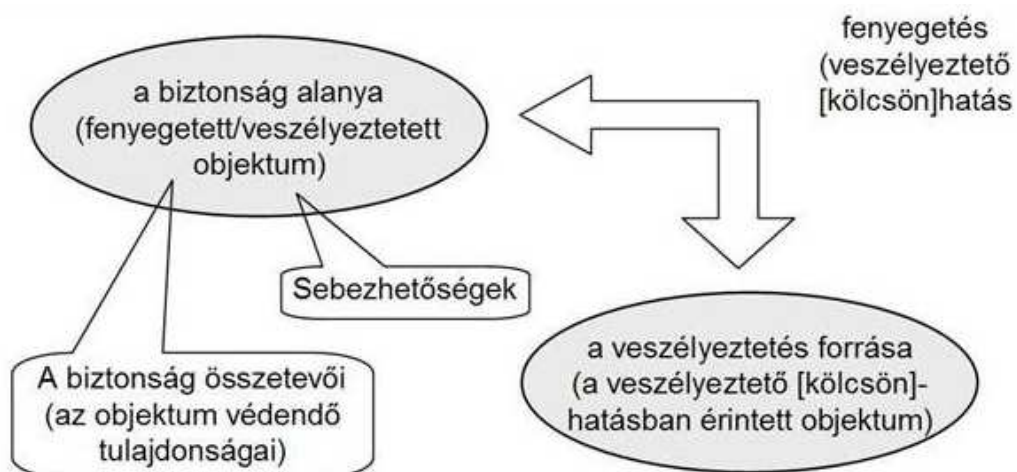 fenyegetés
(veszélyeztető
[kölcsön]hatás
a biztonság alanya
(fenyegetett/veszélyeztetett
objektum)
Sebezhetőségek
A biztonság összetevői
(az objektum védendő
tulajdonságai)
a veszélyeztetés forrása
(a veszélyeztető [kölcsön]-
hatásban érintett objektum)